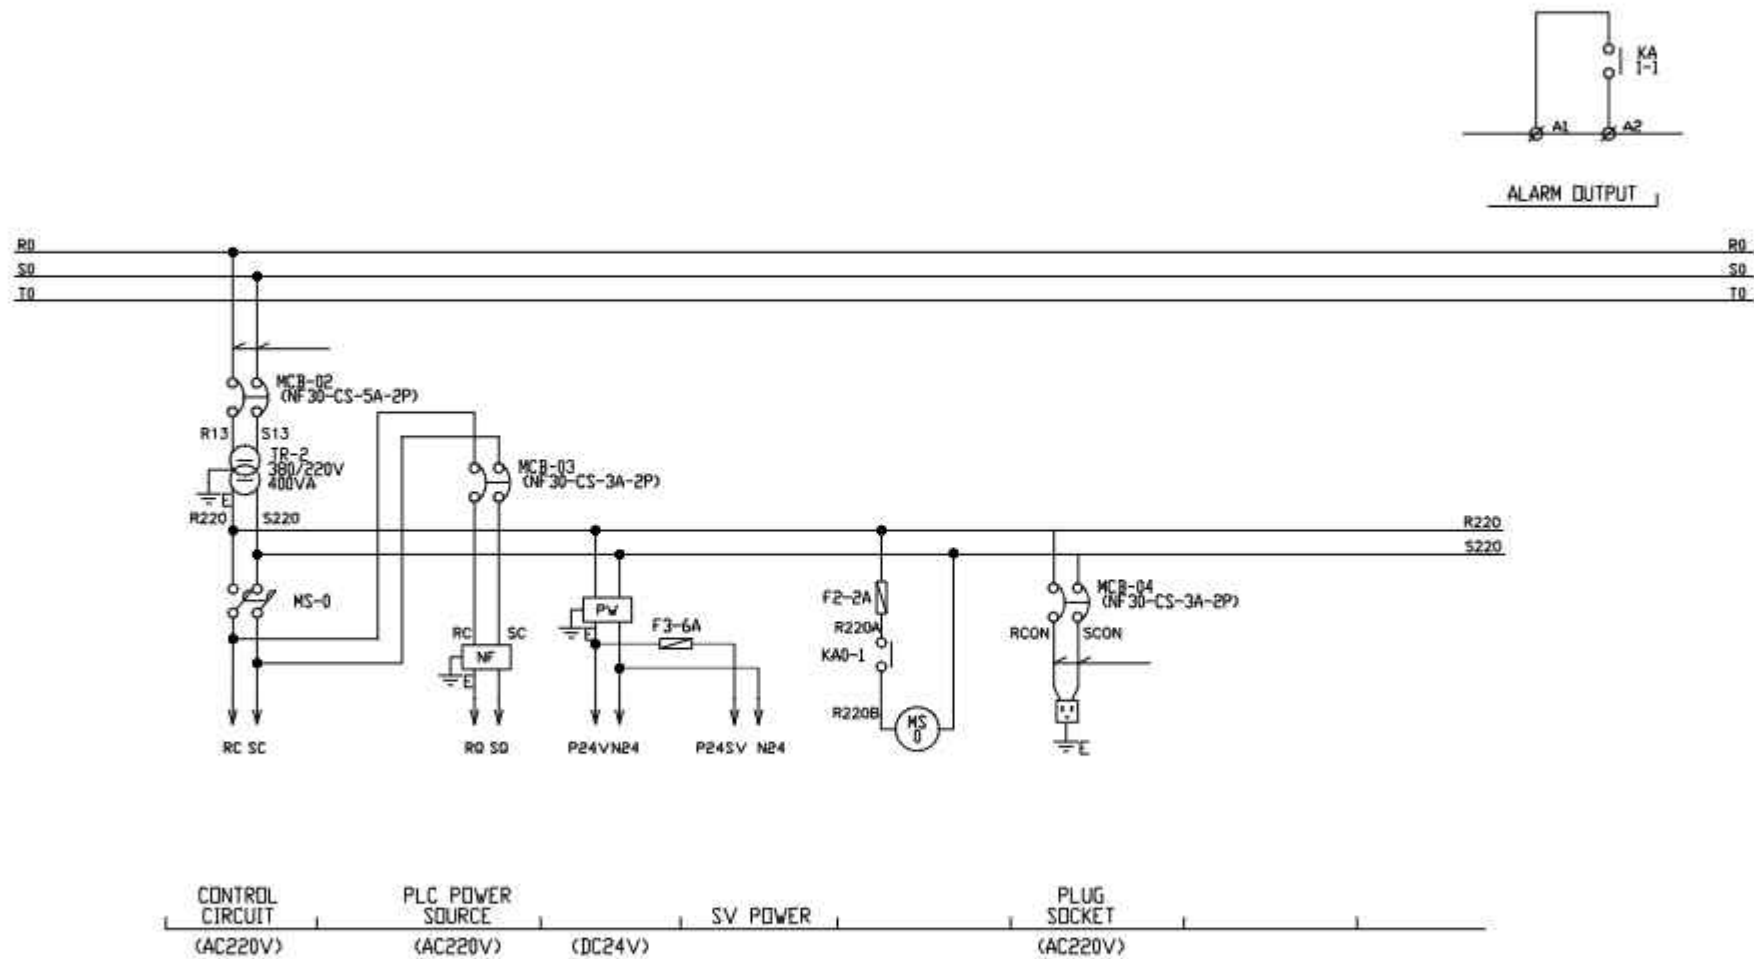 KA
[-]
A1 A2
ALARM OUTPUT
R0 R0
S0 S0
T0 T0
MCB-02
(NF30-CS-5A-2P)
R13 S13
TR-2
380/220V
400VA
E
MCB-03
(NF30-CS-3A-2P)
R220 S220
R220
S220
MS-0
RC SC
NF
E
PW
E
F3-6A
F2-2A
R220A
KA0-1
R220B
MS
0
MCB-04
(NF30-CS-3A-2P)
RCON SCON
E
RC SC
RQ SQ
P24V N24
P24SV N24
CONTROL
CIRCUIT
(AC220V)
PLC POWER
SOURCE
(AC220V)
(DC24V)
SV POWER
PLUG
SOCKET
(AC220V)